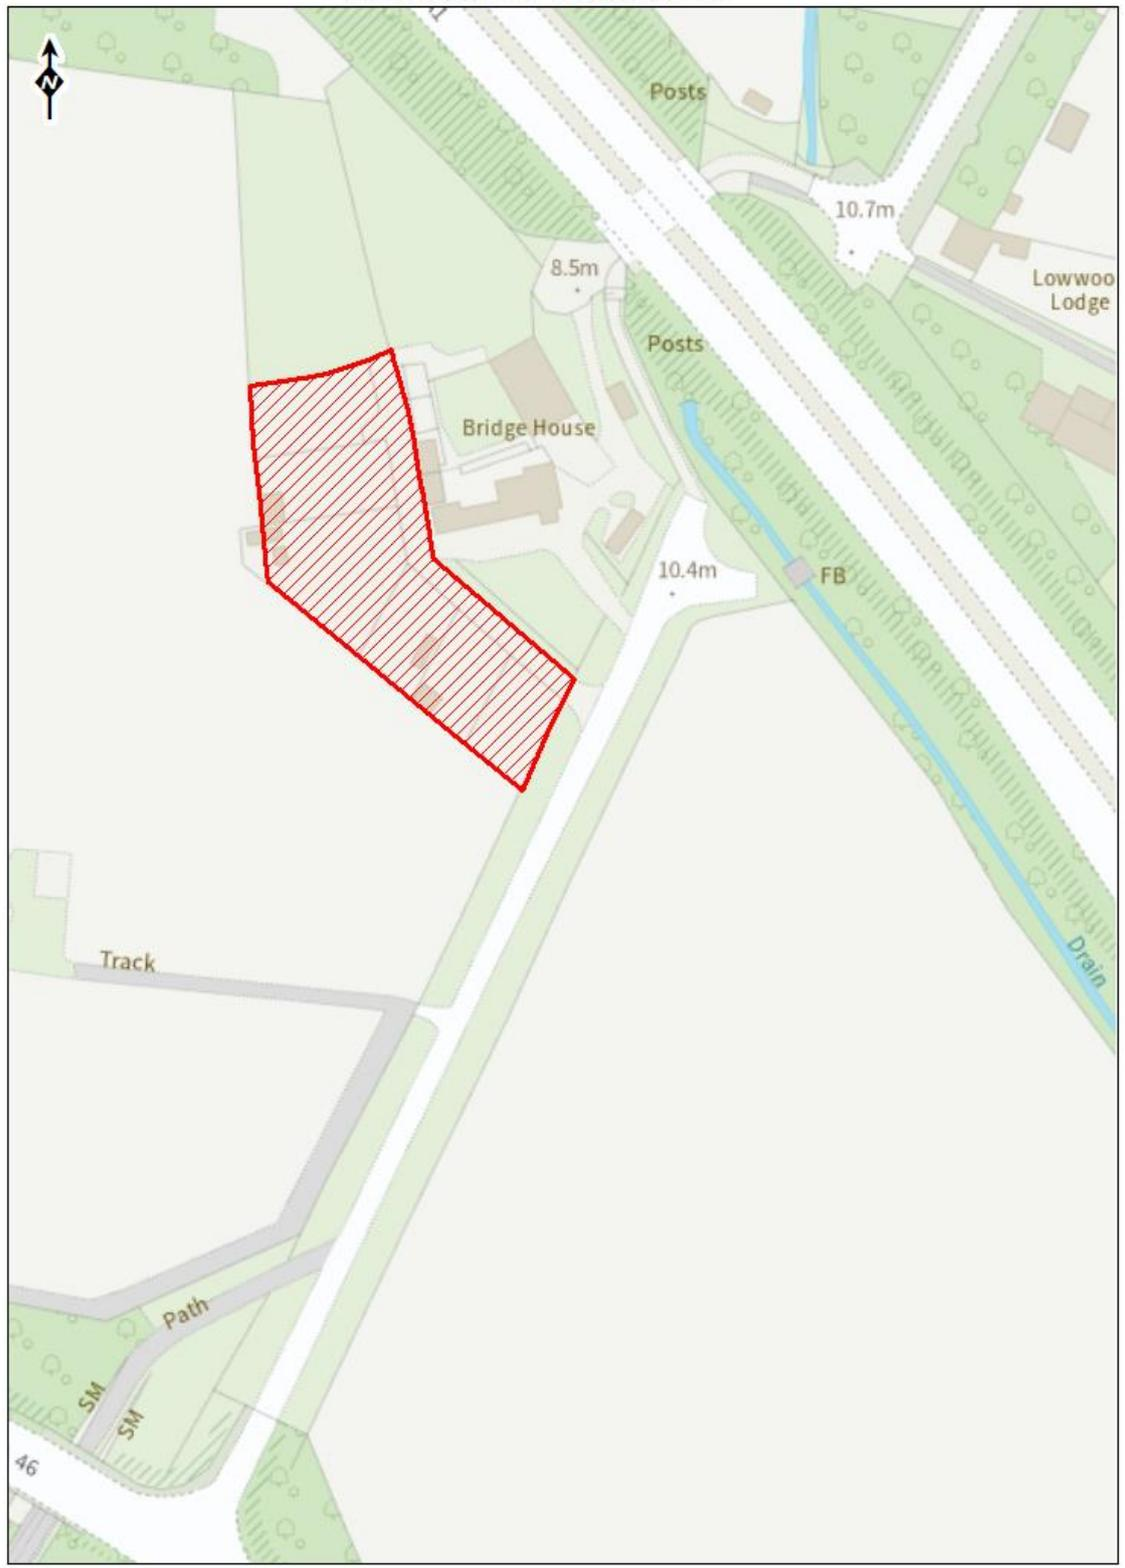 N
Posts
10.7m
8.5m
Lowwoo
Lodge
Posts
Bridge House
10.4m
FB
Drain
Track
Path
SM
SM
46